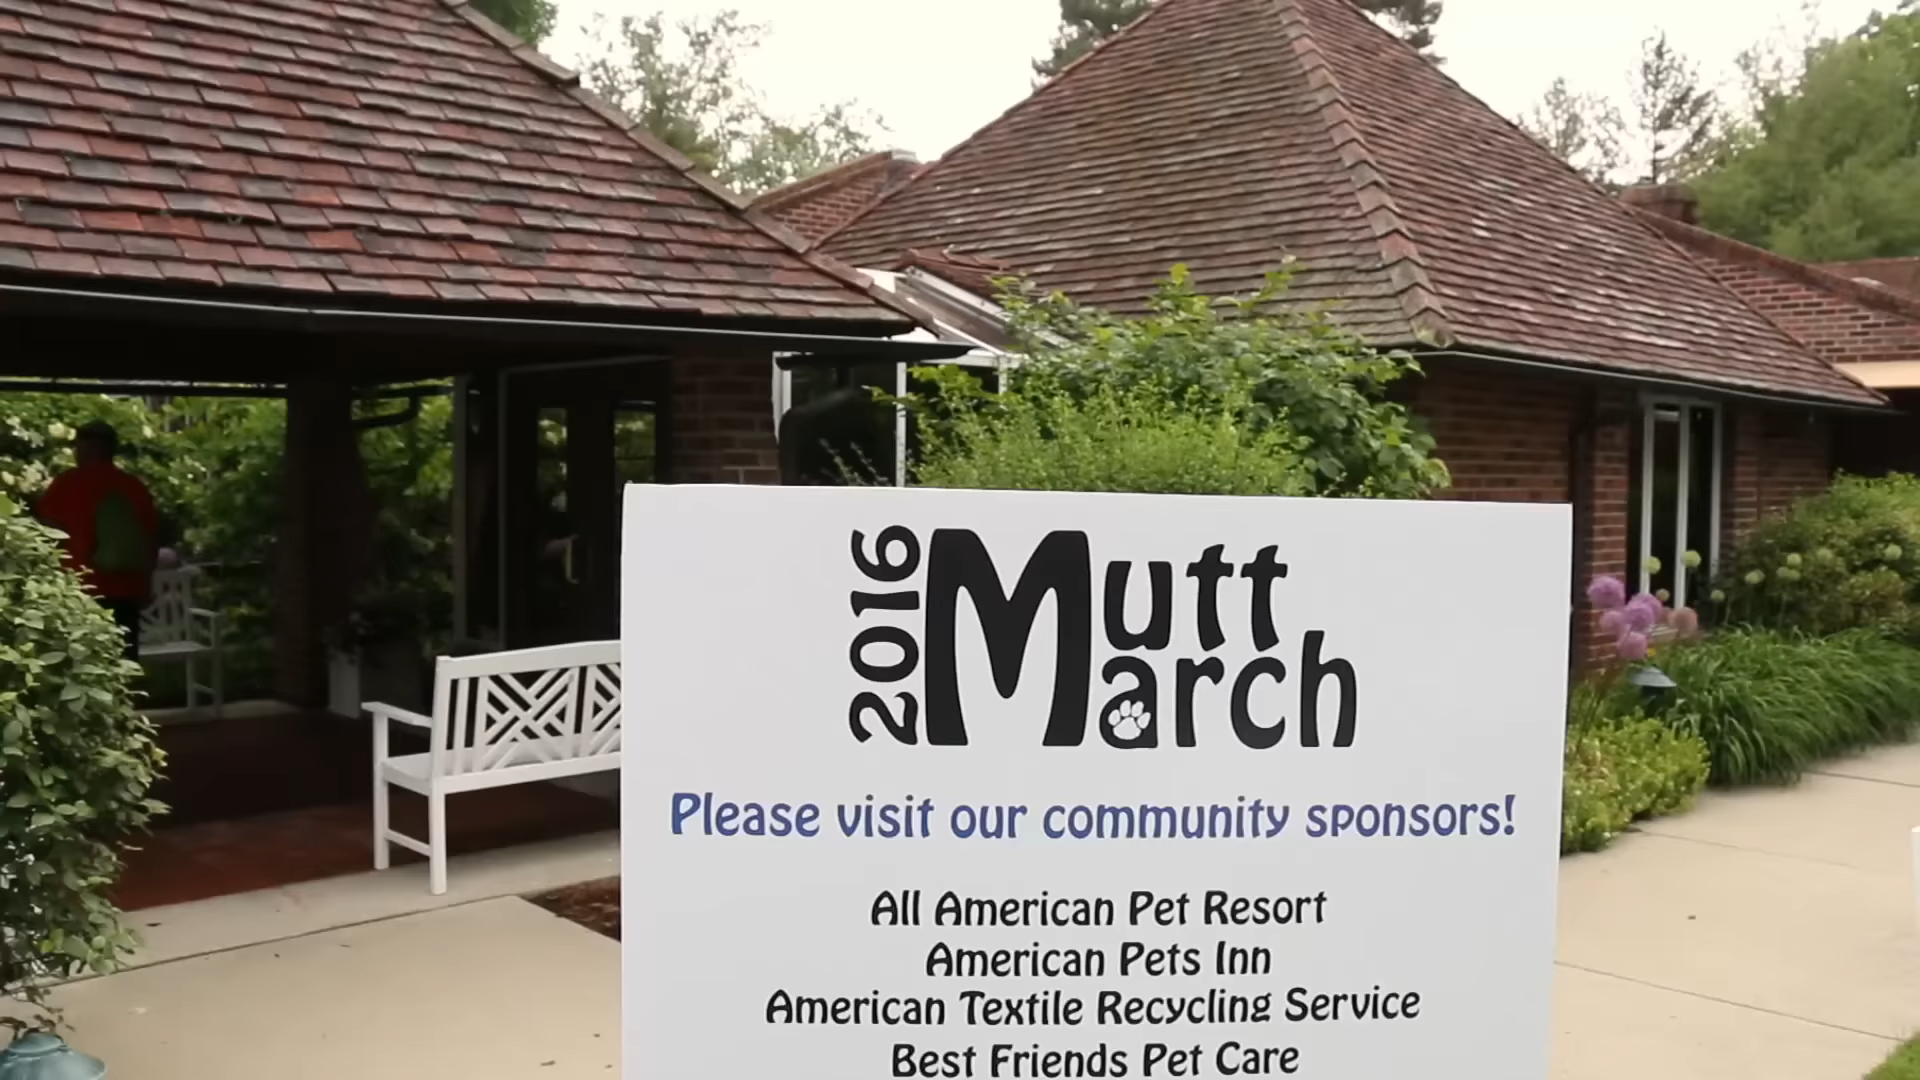 2016 Mutt
March
Please visit our community sponsors!
All American Pet Resort
American Pets Inn
American Textile Recycling Service
Best Friends Pet Care